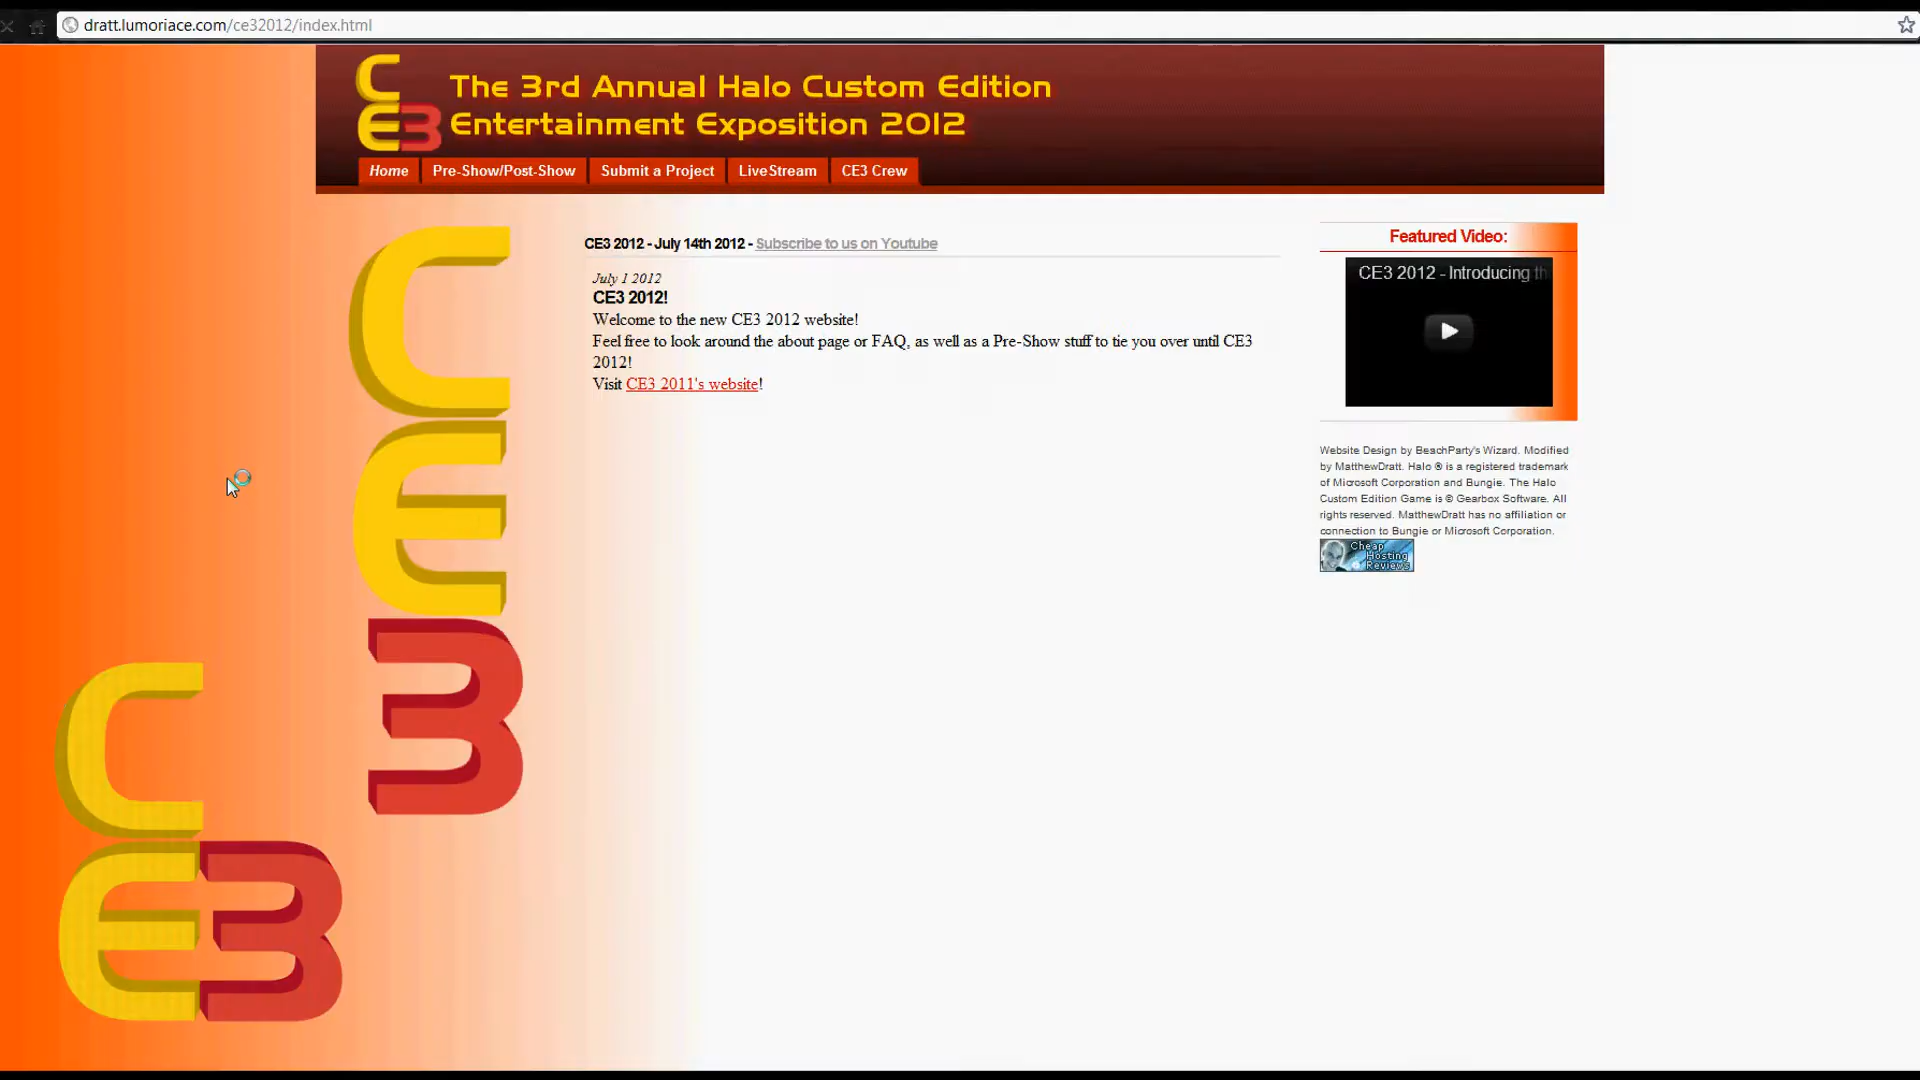 dratt.lumoriace.com/ce32012/index.html
C
E3
The 3rd Annual Halo Custom Edition
Entertainment Exposition 2012
Home
Pre-Show/Post-Show
Submit a Project
LiveStream
CE3 Crew
C
E
3
CE3 2012 - July 14th 2012 - Subscribe to us on Youtube
July 1 2012
CE3 2012!
Welcome to the new CE3 2012 website!
Feel free to look around the about page or FAQ, as well as a Pre-Show stuff to tie you over until CE3
2012!
Visit CE3 2011's website!
Featured Video:
CE3 2012 - Introducing th
Website Design by BeachParty's Wizard. Modified
by MatthewDratt. Halo ® is a registered trademark
of Microsoft Corporation and Bungie. The Halo
Custom Edition Game is © Gearbox Software. All
rights reserved. MatthewDratt has no affiliation or
connection to Bungie or Microsoft Corporation.
Cheap
Hosting
Reviews
C
E3